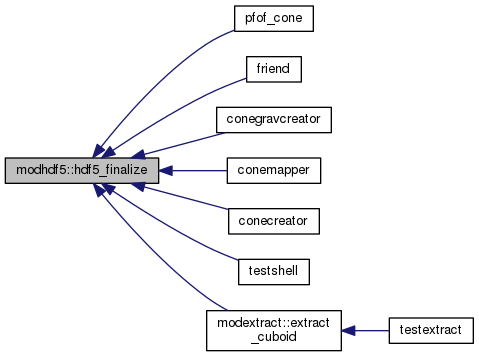 pfof_cone
friend
conegravcreator
modhdf5::hdf5_finalize
conemapper
conecreator
testshell
modextract::extract
_cuboid
testextract